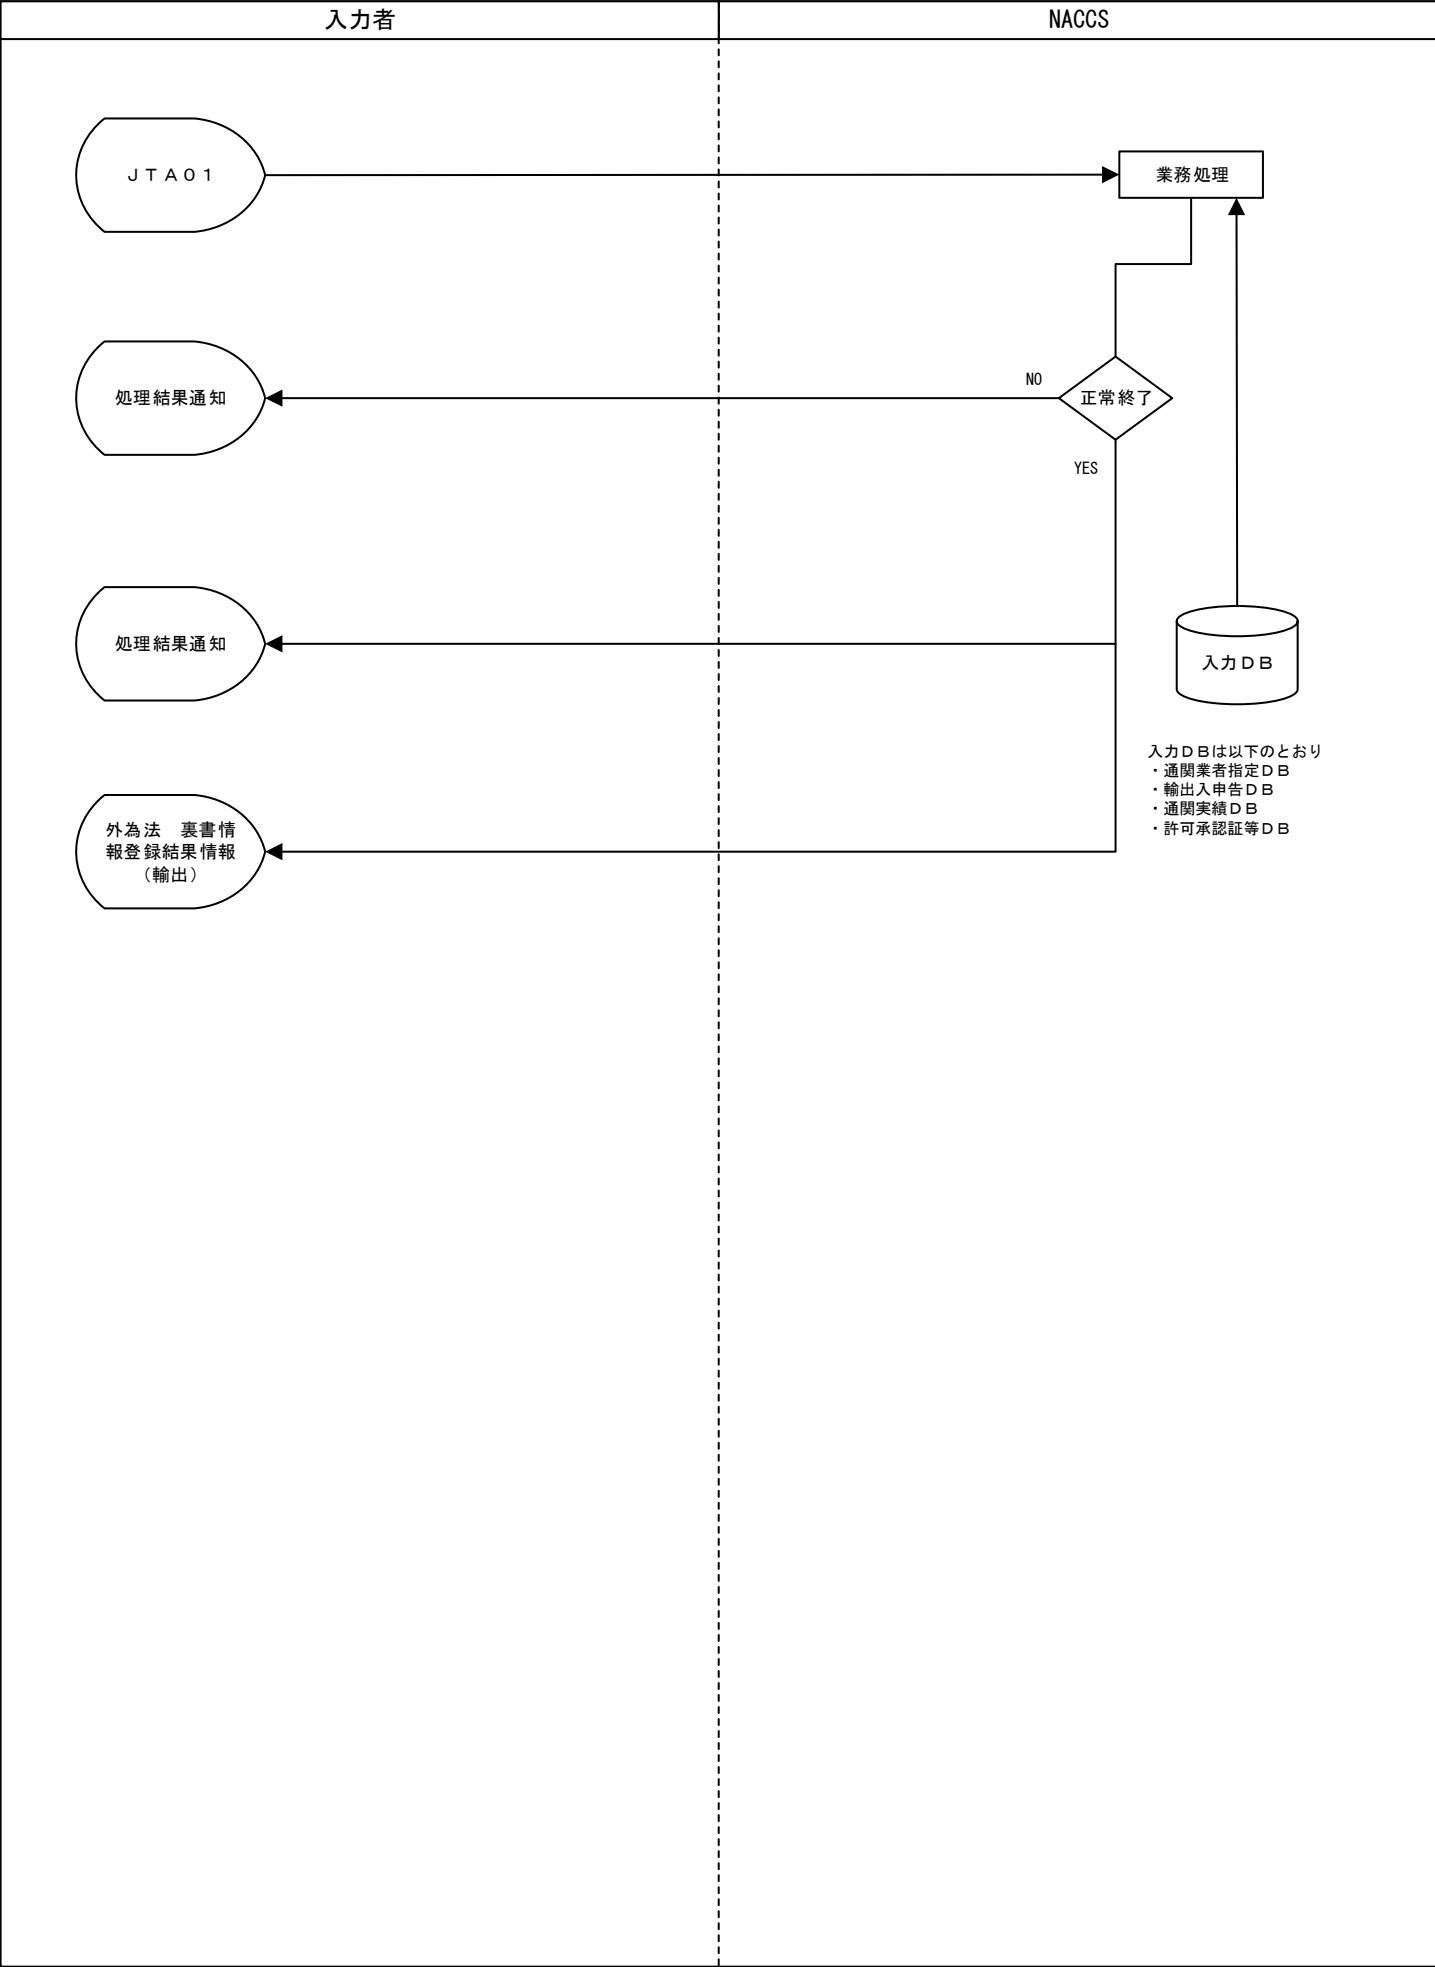 入力者
NACCS
ＪＴＡ０１
業務処理
処理結果通知
NO
正常終了
YES
処理結果通知
入力ＤＢ
入力ＤＢは以下のとおり
・通関業者指定ＤＢ
・輸出入申告ＤＢ
・通関実績ＤＢ
・許可承認証等ＤＢ
外為法　裏書情
報登録結果情報
（輸出）